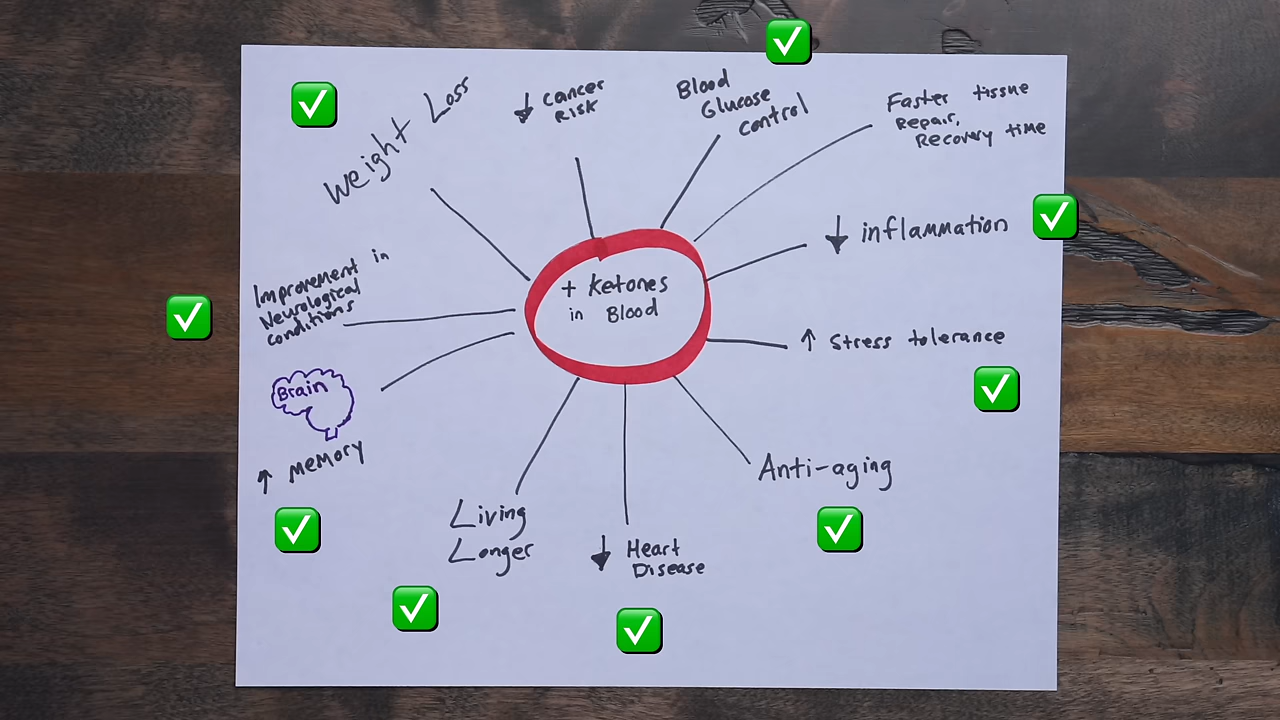 Weight Loss
↓ Cancer
Risk
Blood
Glucose
control
Faster tissue
Repair,
Recovery time
↓ inflammation
↑ Stress tolerance
Anti-aging
↓ Heart
Disease
Living
Longer
↑ Memory
Brain
Improvement in
Neurological
conditions
+ Ketones
in Blood